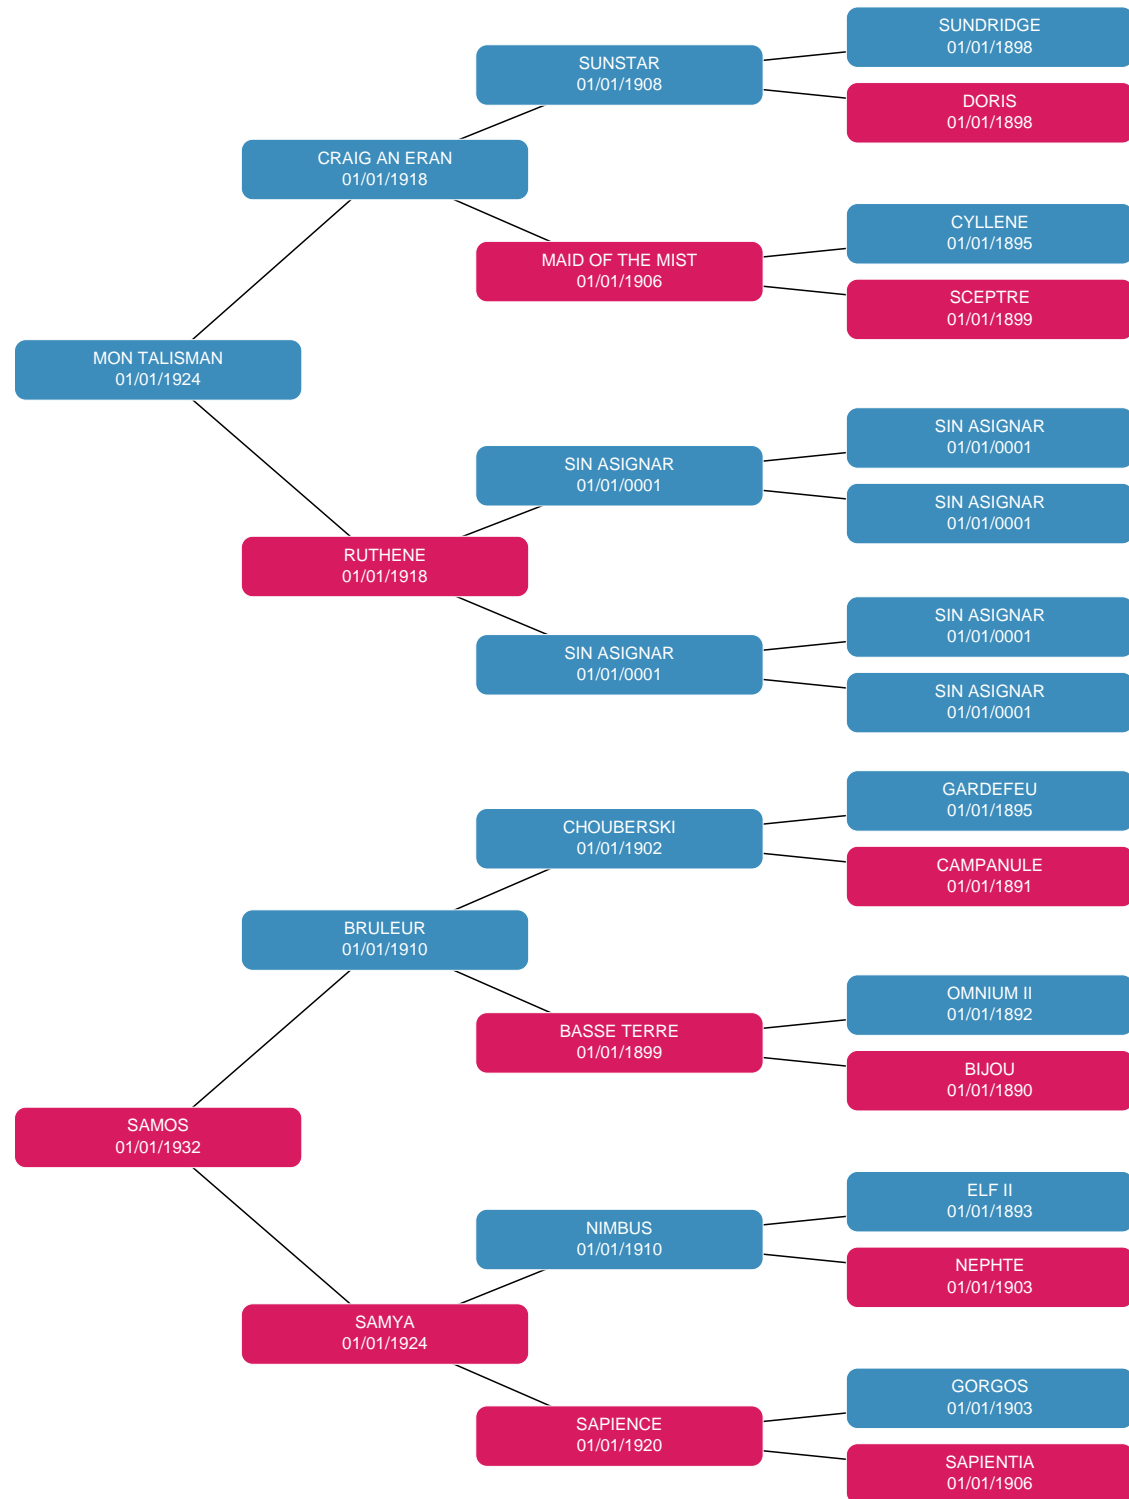 SUNDRIDGE
01/01/1898
SUNSTAR
01/01/1908
DORIS
01/01/1898
CRAIG AN ERAN
01/01/1918
CYLLENE
01/01/1895
MAID OF THE MIST
01/01/1906
SCEPTRE
01/01/1899
MON TALISMAN
01/01/1924
SIN ASIGNAR
01/01/0001
SIN ASIGNAR
01/01/0001
SIN ASIGNAR
01/01/0001
RUTHENE
01/01/1918
SIN ASIGNAR
01/01/0001
SIN ASIGNAR
01/01/0001
SIN ASIGNAR
01/01/0001
GARDEFEU
01/01/1895
CHOUBERSKI
01/01/1902
CAMPANULE
01/01/1891
BRULEUR
01/01/1910
OMNIUM II
01/01/1892
BASSE TERRE
01/01/1899
BIJOU
01/01/1890
SAMOS
01/01/1932
ELF II
01/01/1893
NIMBUS
01/01/1910
NEPHTE
01/01/1903
SAMYA
01/01/1924
GORGOS
01/01/1903
SAPIENCE
01/01/1920
SAPIENTIA
01/01/1906